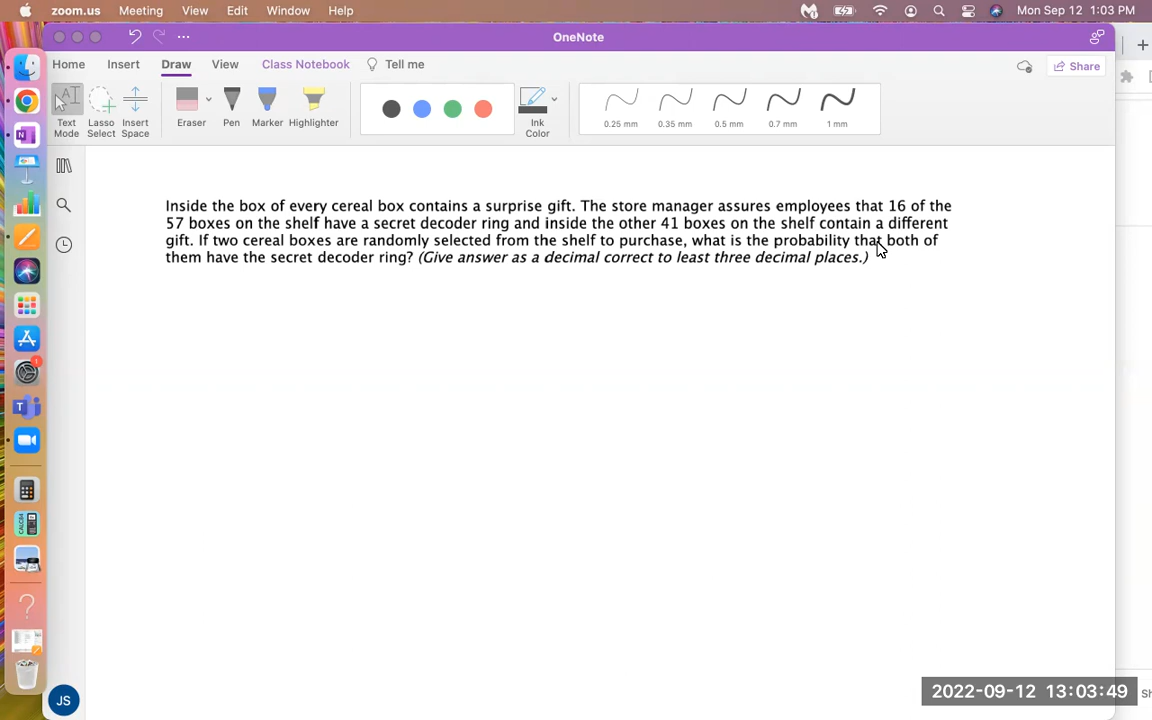 zoom.us Meeting View Edit Window Help Mon Sep 12 1:03 PM
OneNote
Home Insert Draw View Class Notebook Tell me Share
Text Mode
Lasso Select
Insert Space
Eraser
Pen
Marker
Highlighter
Ink Color
0.25 mm
0.35 mm
0.5 mm
0.7 mm
1 mm
Inside the box of every cereal box contains a surprise gift. The store manager assures employees that 16 of the
57 boxes on the shelf have a secret decoder ring and inside the other 41 boxes on the shelf contain a different
gift. If two cereal boxes are randomly selected from the shelf to purchase, what is the probability that both of
them have the secret decoder ring? (Give answer as a decimal correct to least three decimal places.)
JS
2022-09-12 13:03:49